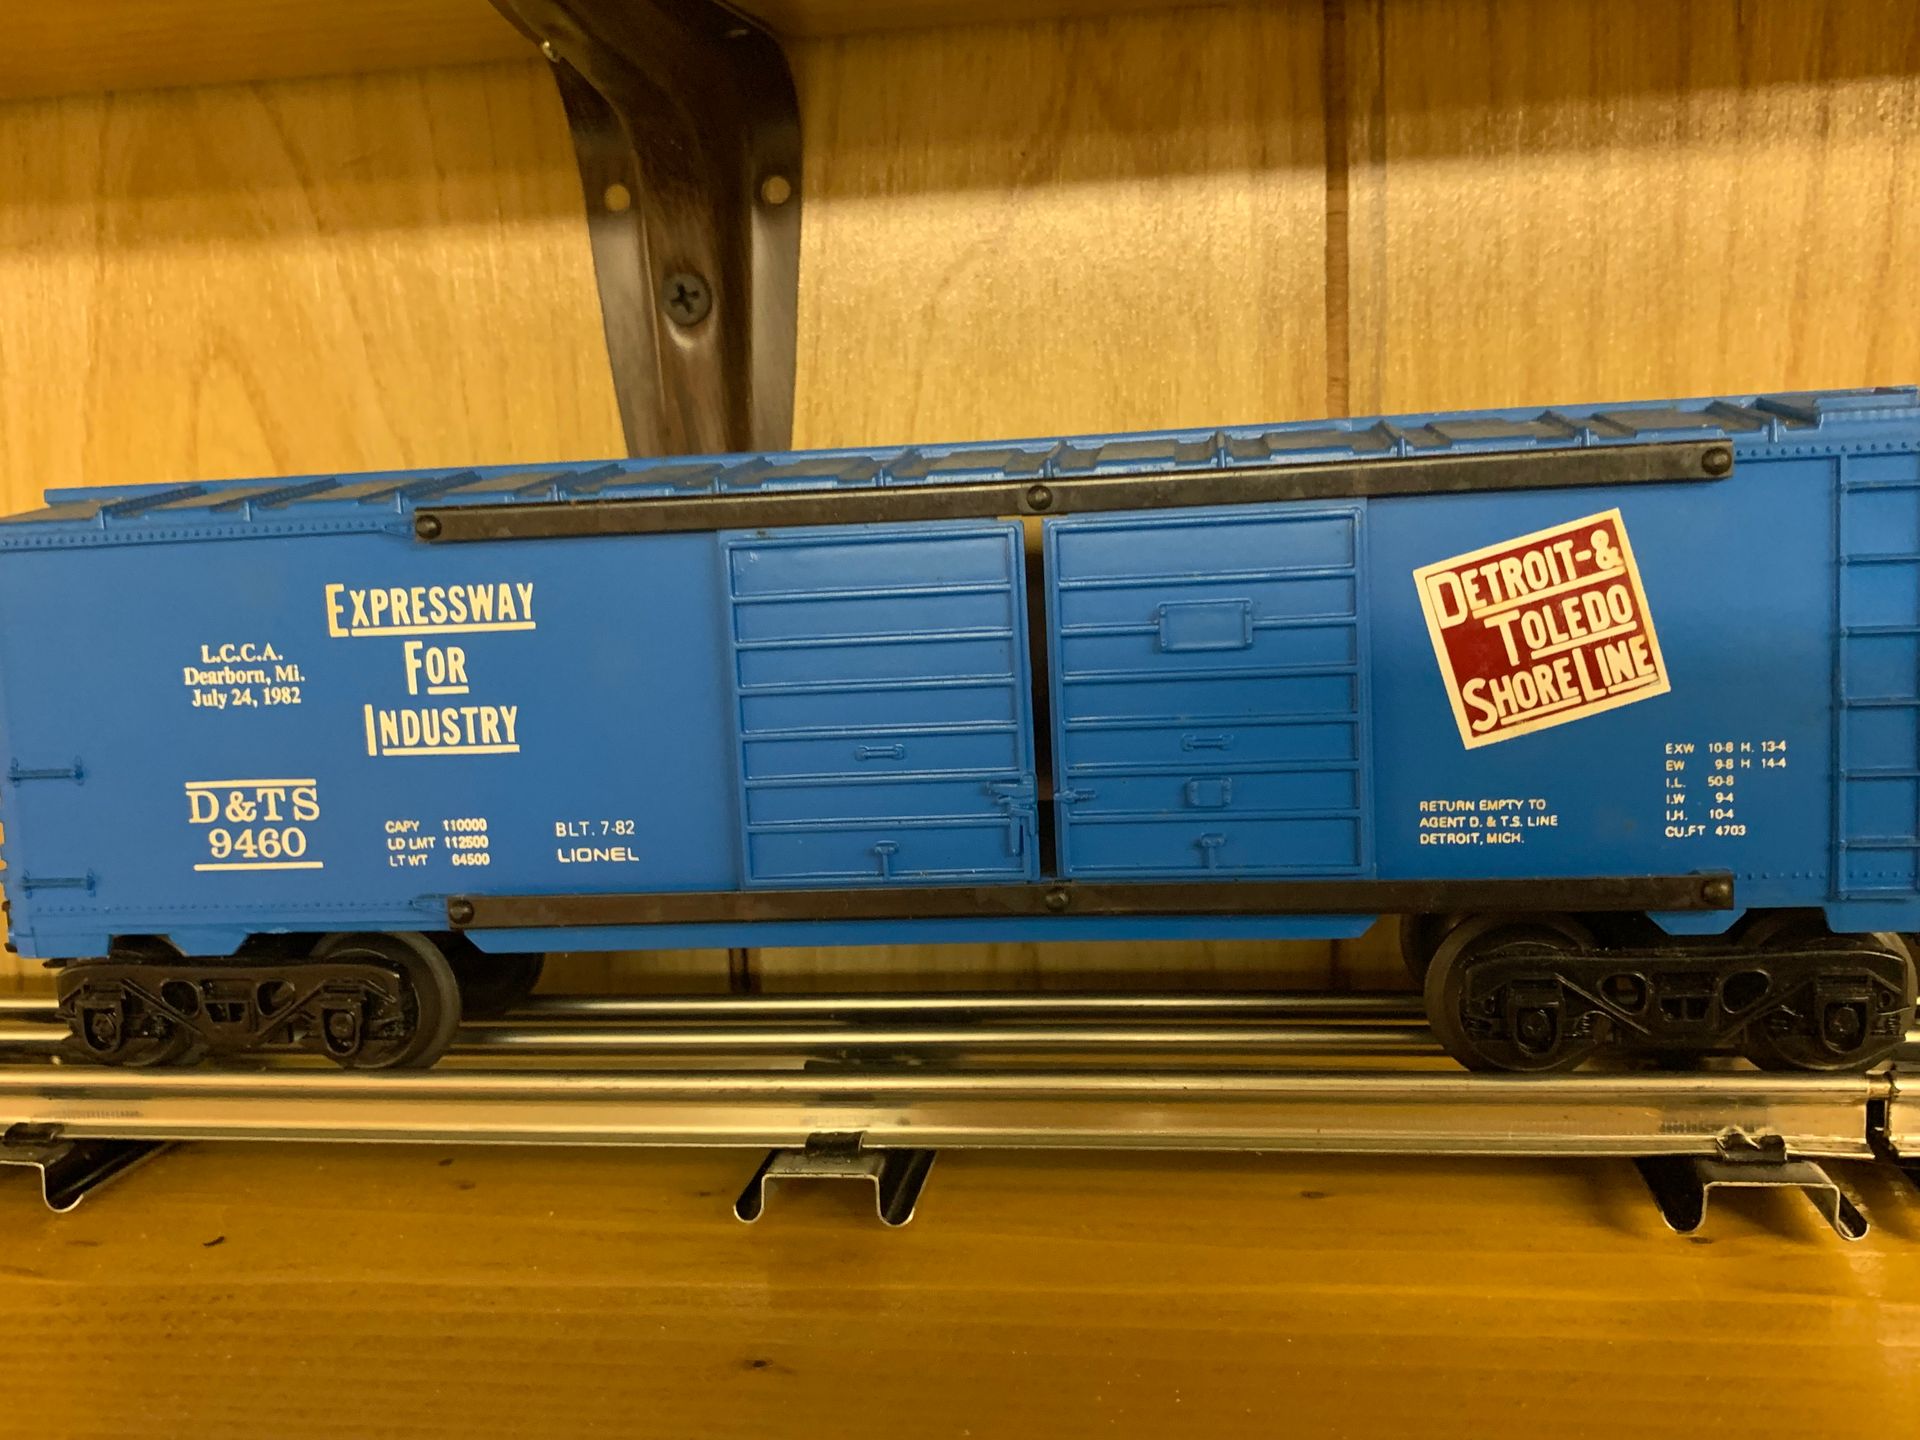 L.C.C.A.
Dearborn, Mi.
July 24, 1982
EXPRESSWAY
FOR
INDUSTRY
D&TS
9460
CAPY 110000
LD LMT 112500
LT WT 64500
BLT. 7-82
LIONEL
DETROIT-&
TOLEDO
SHORE LINE
RETURN EMPTY TO
AGENT D. & T.S. LINE
DETROIT, MICH.
EXW 10-8 H. 13-4
EW 9-8 H 14-4
I.L. 50-8
I.W 9-4
I.H. 10-4
CU.FT 4703